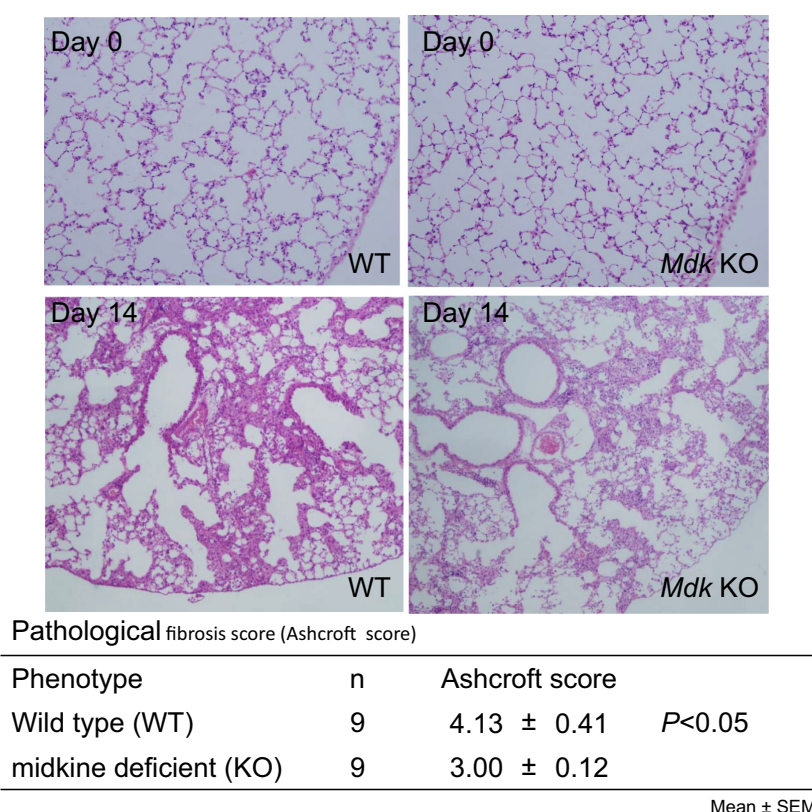 Day 0
Day 0
WT
Mdk KO
Day 14
Day 14
WT
Mdk KO
Pathological fibrosis score (Ashcroft score)
Phenotype n Ashcroft score
Wild type (WT) 9 4.13 ± 0.41 P<0.05
midkine deficient (KO) 9 3.00 ± 0.12
Mean ± SEM